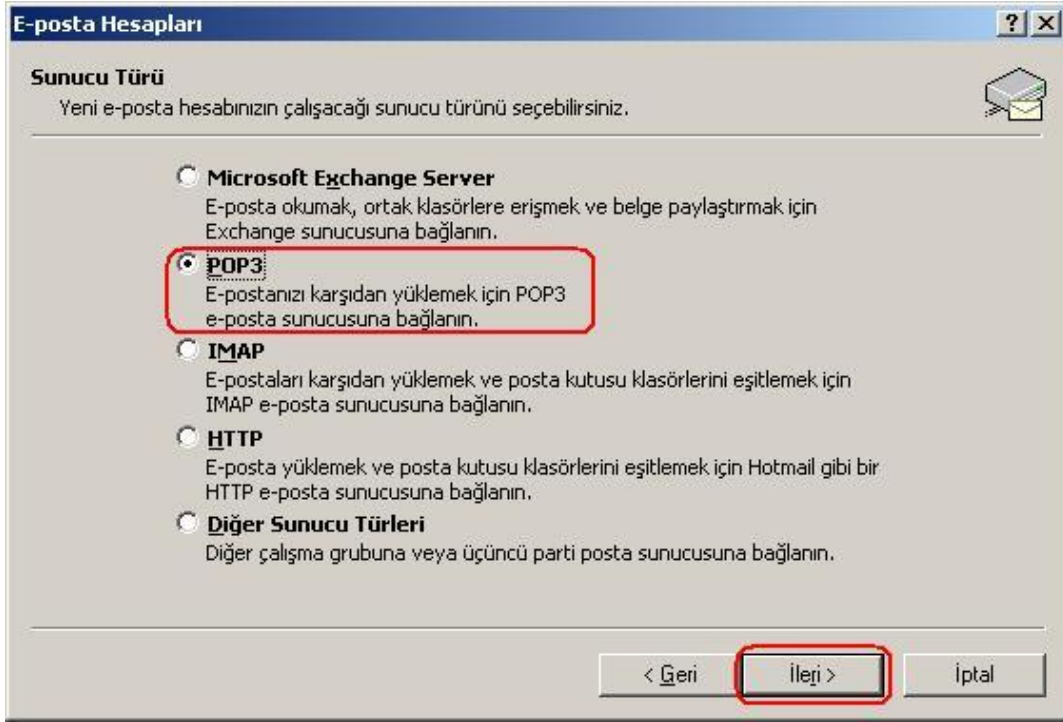 E-posta Hesapları
Sunucu Türü
Yeni e-posta hesabınızın çalışacağı sunucu türünü seçebilirsiniz.
Microsoft Exchange Server
E-posta okumak, ortak klasörlere erişmek ve belge paylaştırmak için
Exchange sunucusuna bağlanın.
POP3
E-postanızı karşıdan yüklemek için POP3
e-posta sunucusuna bağlanın.
IMAP
E-postaları karşıdan yüklemek ve posta kutusu klasörlerini eşitlemek için
IMAP e-posta sunucusuna bağlanın.
HTTP
E-posta yüklemek ve posta kutusu klasörlerini eşitlemek için Hotmail gibi bir
HTTP e-posta sunucusuna bağlanın.
Diğer Sunucu Türleri
Diğer çalışma grubuna veya üçüncü parti posta sunucusuna bağlanın.
< Geri İleri > İptal